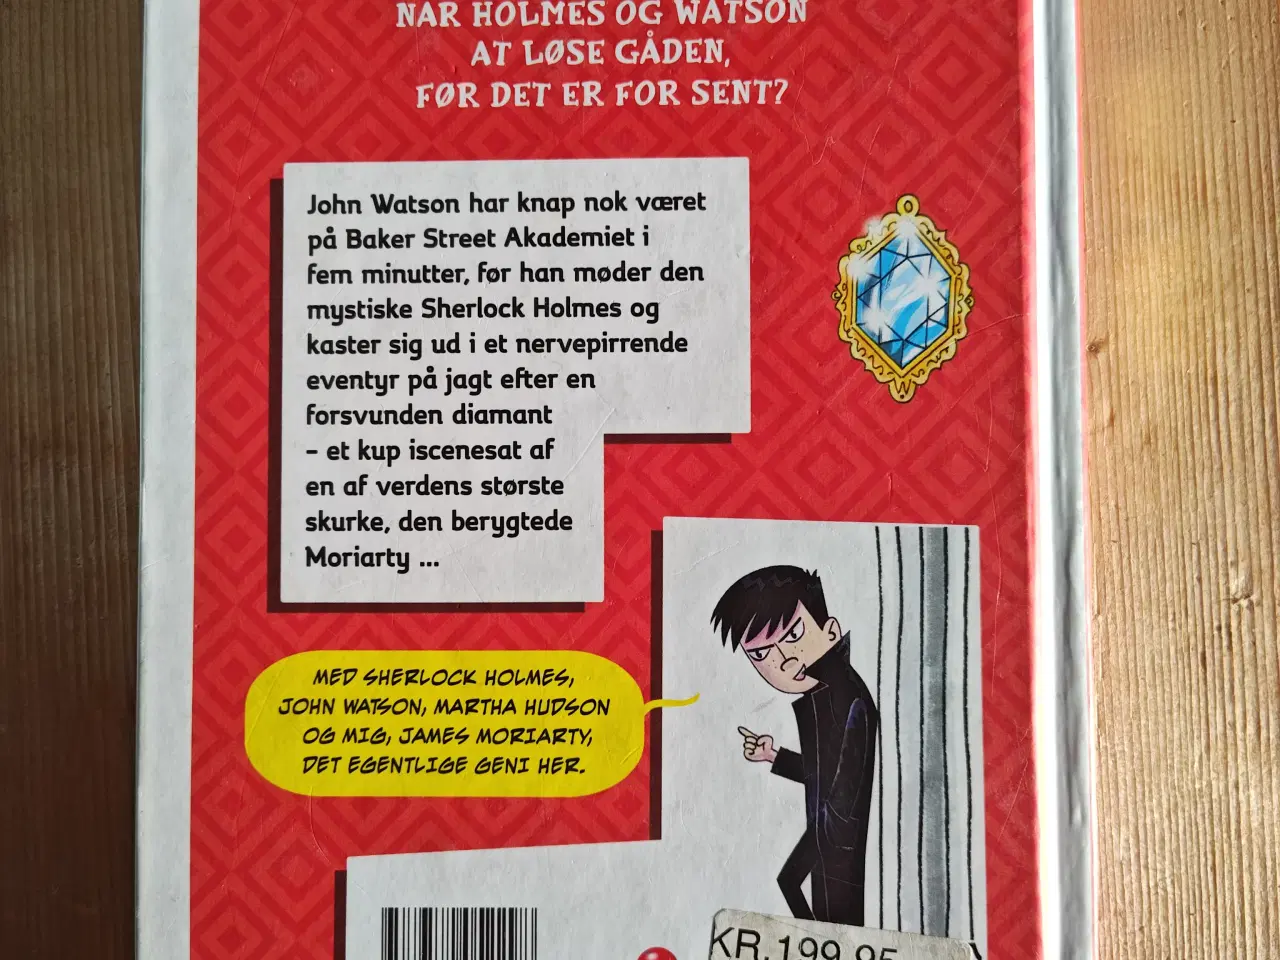 NÅR HOLMES OG WATSON
AT LØSE GÅDEN,
FØR DET ER FOR SENT?
John Watson har knap nok været
på Baker Street Akademiet i
fem minutter, før han møder den
mystiske Sherlock Holmes og
kaster sig ud i et nervepirrende
eventyr på jagt efter en
forsvunden diamant
– et kup iscenesat af
en af verdens største
skurke, den berygtede
Moriarty ...
MED SHERLOCK HOLMES,
JOHN WATSON, MARTHA HUDSON
OG MIG, JAMES MORIARTY,
DET EGENTLIGE GENI HER.
KR. 199,95